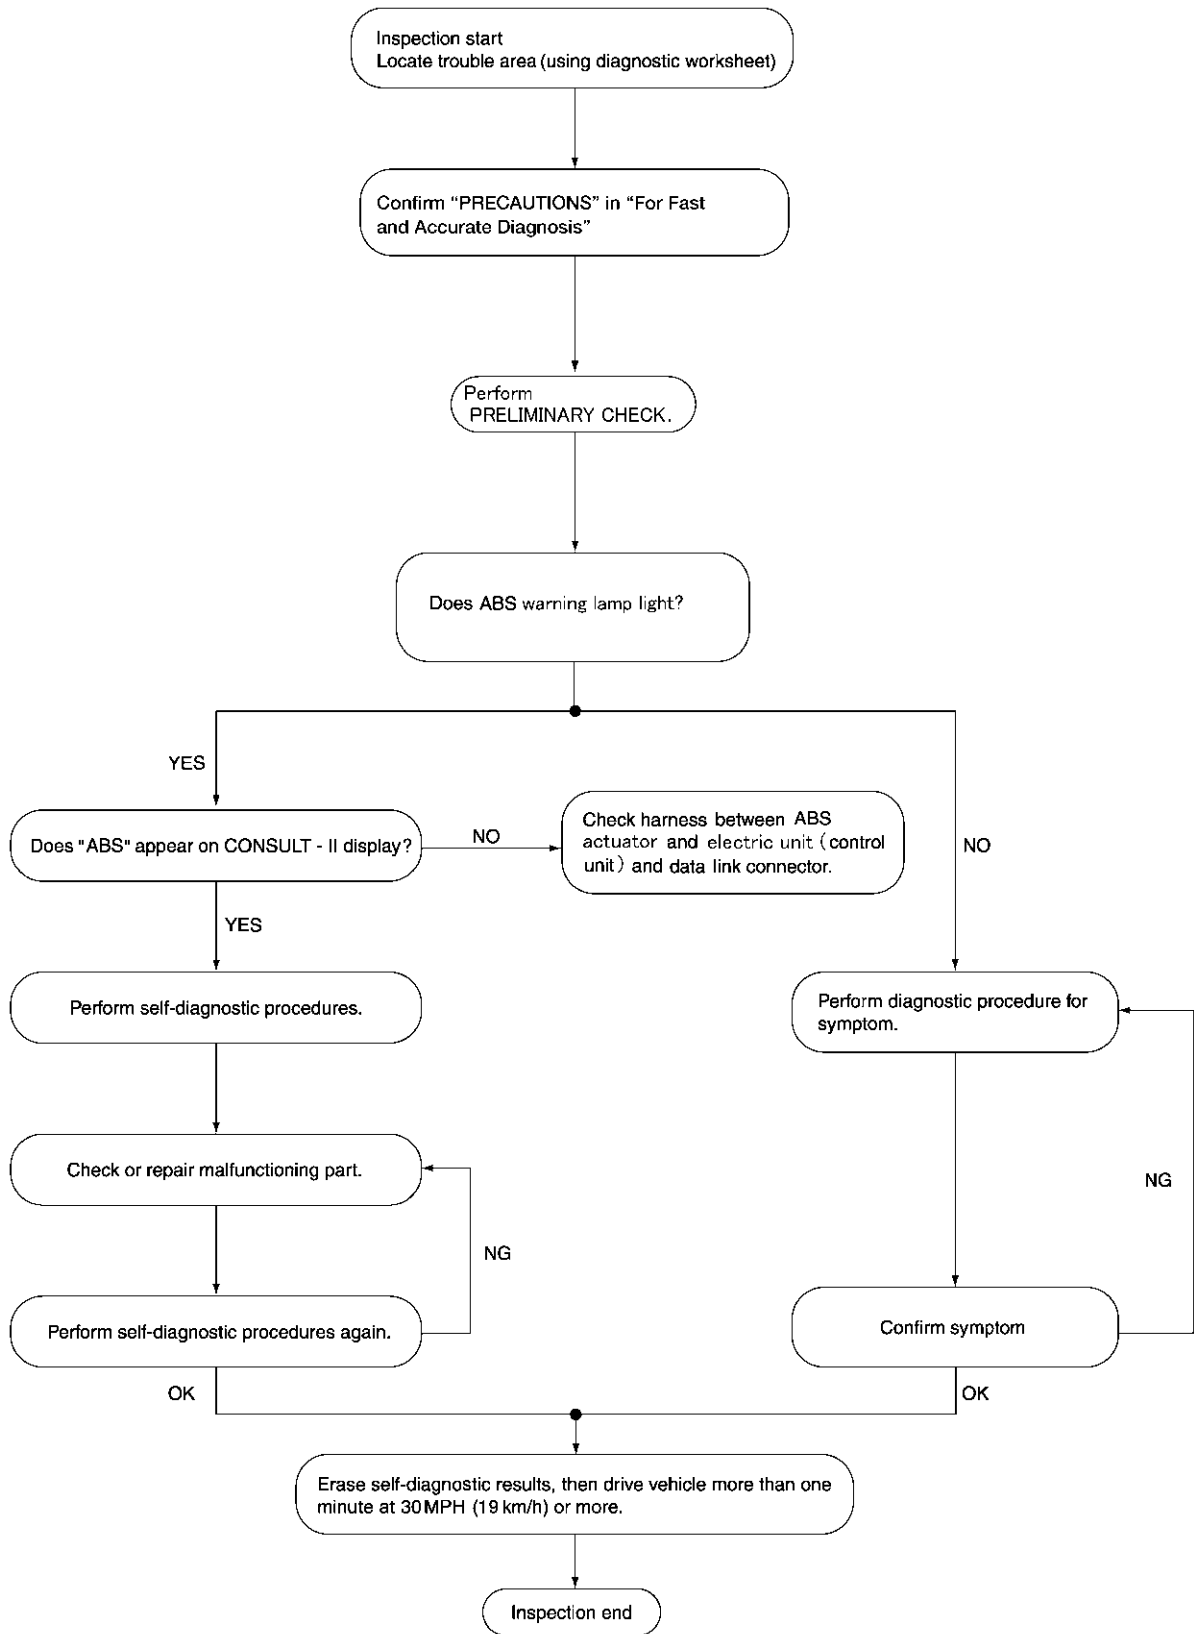 Inspection start
Locate trouble area (using diagnostic worksheet)
Confirm “PRECAUTIONS” in “For Fast
and Accurate Diagnosis”
Perform
PRELIMINARY CHECK.
Does ABS warning lamp light?
YES
NO
Does "ABS" appear on CONSULT - II display?
NO
Check harness between ABS
actuator and electric unit (control
unit) and data link connector.
YES
Perform self-diagnostic procedures.
Perform diagnostic procedure for
symptom.
Check or repair malfunctioning part.
NG
NG
Perform self-diagnostic procedures again.
Confirm symptom
OK
OK
Erase self-diagnostic results, then drive vehicle more than one
minute at 30 MPH (19 km/h) or more.
Inspection end